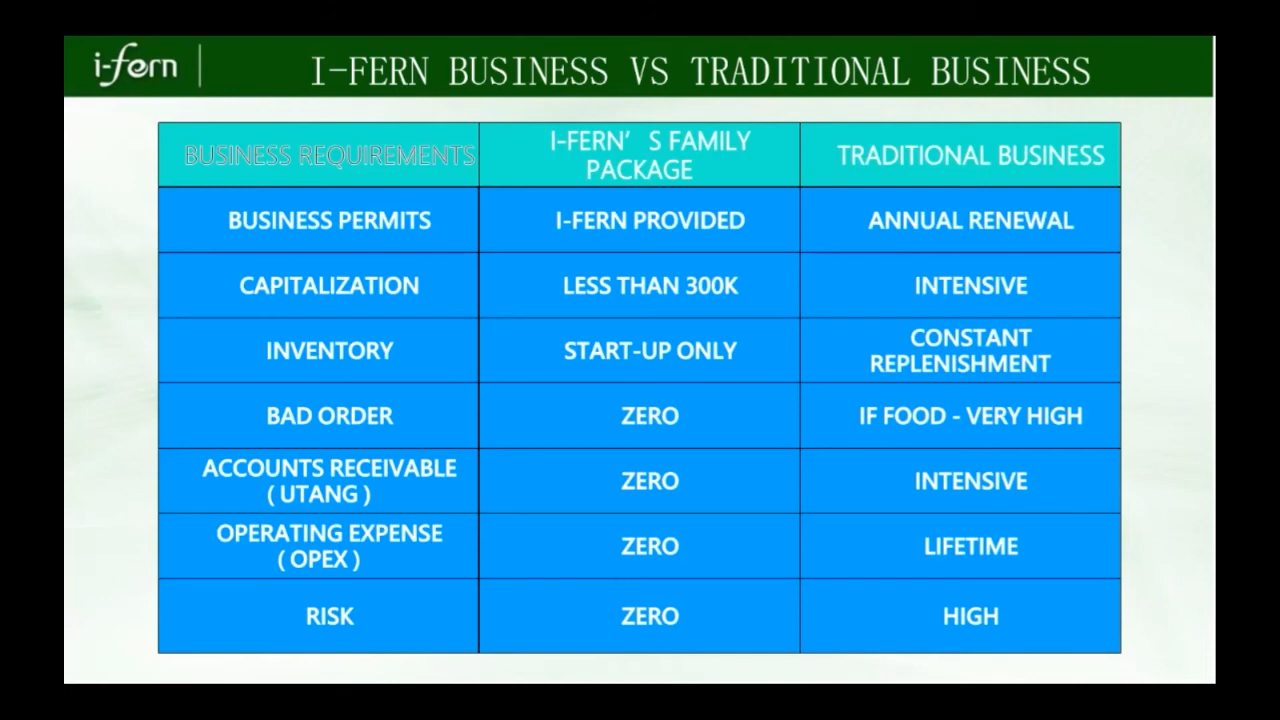 i-fern
I-FERN BUSINESS VS TRADITIONAL BUSINESS
BUSINESS REQUIREMENTS
I-FERN’S FAMILY
PACKAGE
TRADITIONAL BUSINESS
BUSINESS PERMITS
I-FERN PROVIDED
ANNUAL RENEWAL
CAPITALIZATION
LESS THAN 300K
INTENSIVE
INVENTORY
START-UP ONLY
CONSTANT
REPLENISHMENT
BAD ORDER
ZERO
IF FOOD - VERY HIGH
ACCOUNTS RECEIVABLE
( UTANG )
ZERO
INTENSIVE
OPERATING EXPENSE
( OPEX )
ZERO
LIFETIME
RISK
ZERO
HIGH